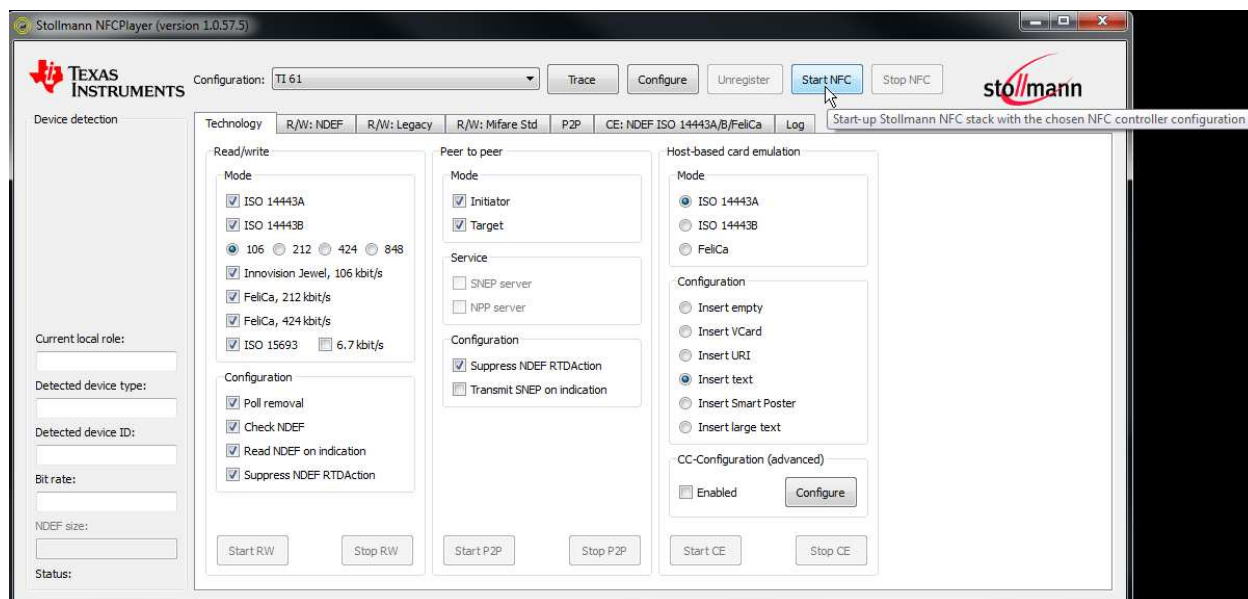 Stollmann NFCPlayer (version 1.0.57.5)
TEXAS INSTRUMENTS
Configuration: TI 61 Trace Configure Unregister Start NFC Stop NFC
stollmann
Start-up Stollmann NFC stack with the chosen NFC controller configuration
Device detection
Technology R/W: NDEF R/W: Legacy R/W: Mifare Std P2P CE: NDEF ISO 14443A/B/FeliCa Log
Read/write
Mode
ISO 14443A
ISO 14443B
106 212 424 848
Innovision Jewel, 106 kbit/s
FeliCa, 212 kbit/s
FeliCa, 424 kbit/s
ISO 15693 6.7 kbit/s
Configuration
Poll removal
Check NDEF
Read NDEF on indication
Suppress NDEF RTDAction
Start RW Stop RW
Peer to peer
Mode
Initiator
Target
Service
SNEP server
NPP server
Configuration
Suppress NDEF RTDAction
Transmit SNEP on indication
Start P2P Stop P2P
Host-based card emulation
Mode
ISO 14443A
ISO 14443B
FeliCa
Configuration
Insert empty
Insert VCard
Insert URI
Insert text
Insert Smart Poster
Insert large text
CC-Configuration (advanced)
Enabled Configure
Start CE Stop CE
Current local role:
Detected device type:
Detected device ID:
Bit rate:
NDEF size:
Status: